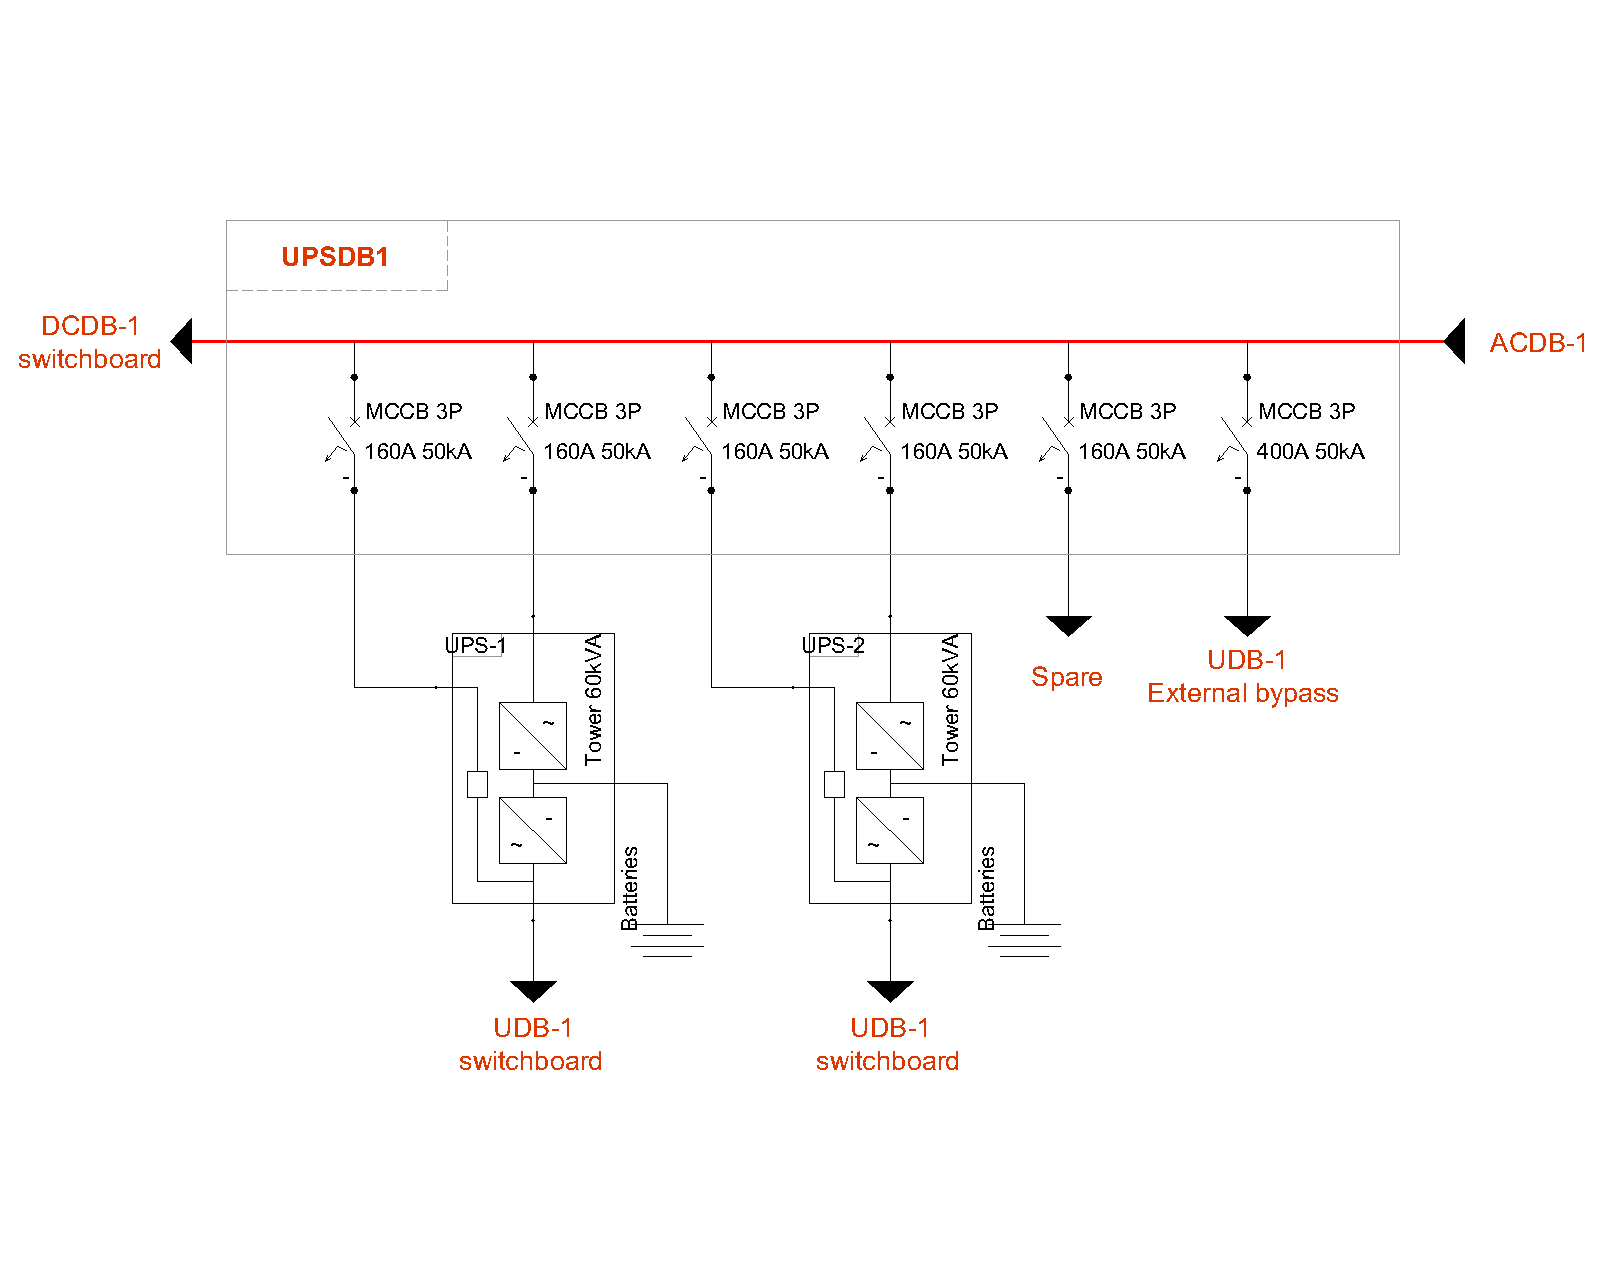 UPSDB1
DCDB-1
switchboard
ACDB-1
MCCB 3P
160A 50kA
-
MCCB 3P
160A 50kA
-
MCCB 3P
160A 50kA
-
MCCB 3P
160A 50kA
-
MCCB 3P
160A 50kA
-
MCCB 3P
400A 50kA
-
UPS-1
Tower 60kVA
~
-
-
~
Batteries
UPS-2
Tower 60kVA
~
-
-
~
Batteries
Spare
UDB-1
External bypass
UDB-1
switchboard
UDB-1
switchboard